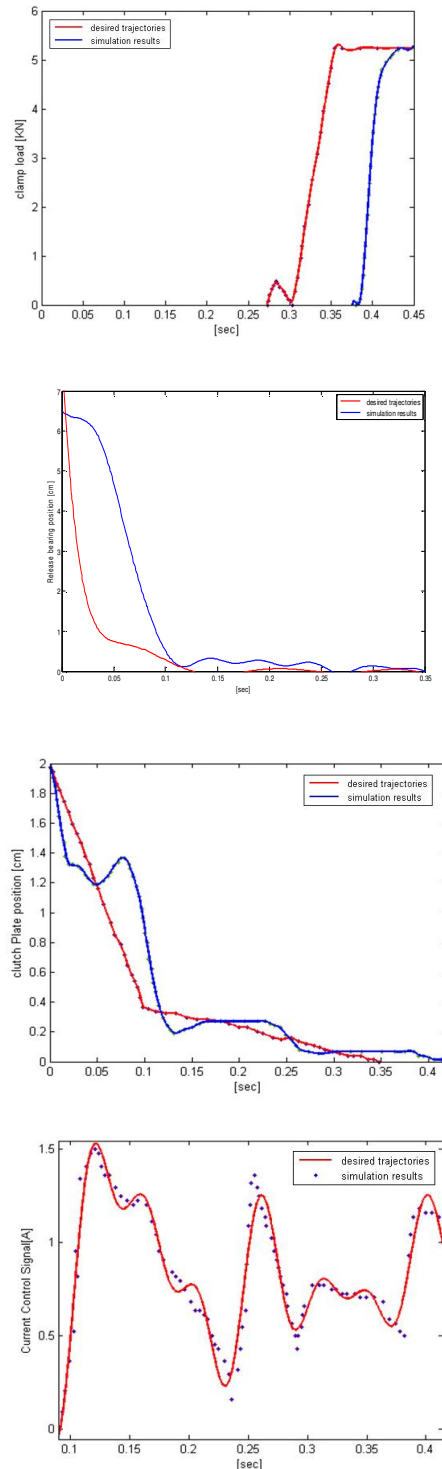 6
5
4
3
2
1
0
clamp load [KN]
desired trajectories
simulation results
0 0.05 0.1 0.15 0.2 0.25 0.3 0.35 0.4 0.45
[sec]
7
6
5
4
3
2
1
0
Release bearing position [cm]
desired trajectories
simulation results
0 0.05 0.1 0.15 0.2 0.25 0.3 0.35
[sec]
2
1.8
1.6
1.4
1.2
1
0.8
0.6
0.4
0.2
0
clutch Plate position [cm]
desired trajectories
simulation results
0 0.05 0.1 0.15 0.2 0.25 0.3 0.35 0.4
[sec]
1.5
1
0.5
0
Current Control Signal[A]
desired trajectories
simulation results
0.1 0.15 0.2 0.25 0.3 0.35 0.4
[sec]